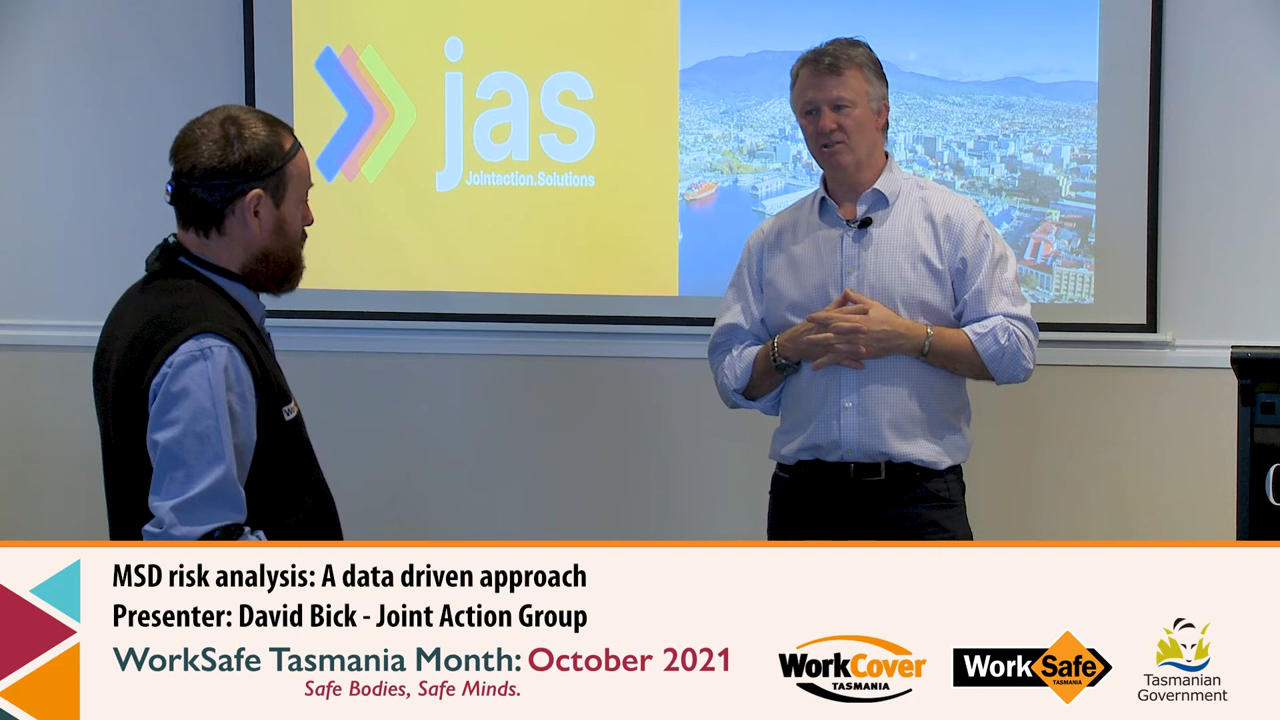 jas
Jointaction.Solutions
MSD risk analysis: A data driven approach
Presenter: David Bick - Joint Action Group
WorkSafe Tasmania Month: October 2021
Safe Bodies, Safe Minds.
WorkCover
TASMANIA
WorkSafe
TASMANIA
Tasmanian
Government